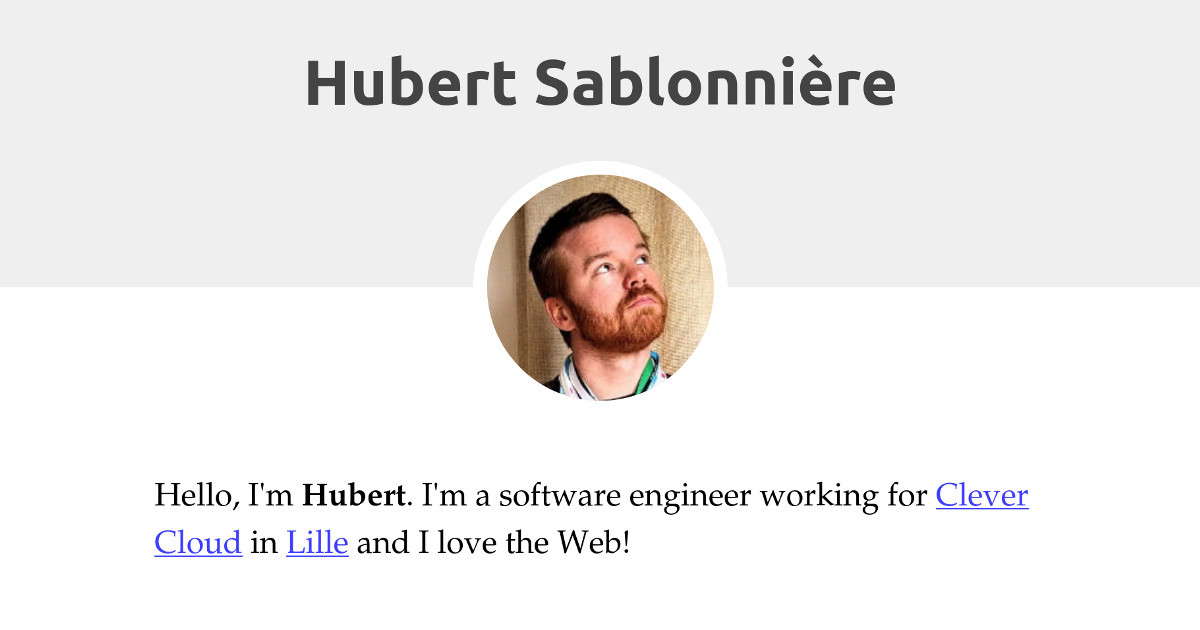 Hubert Sablonnière
Hello, I'm Hubert. I'm a software engineer working for Clever
Cloud in Lille and I love the Web!